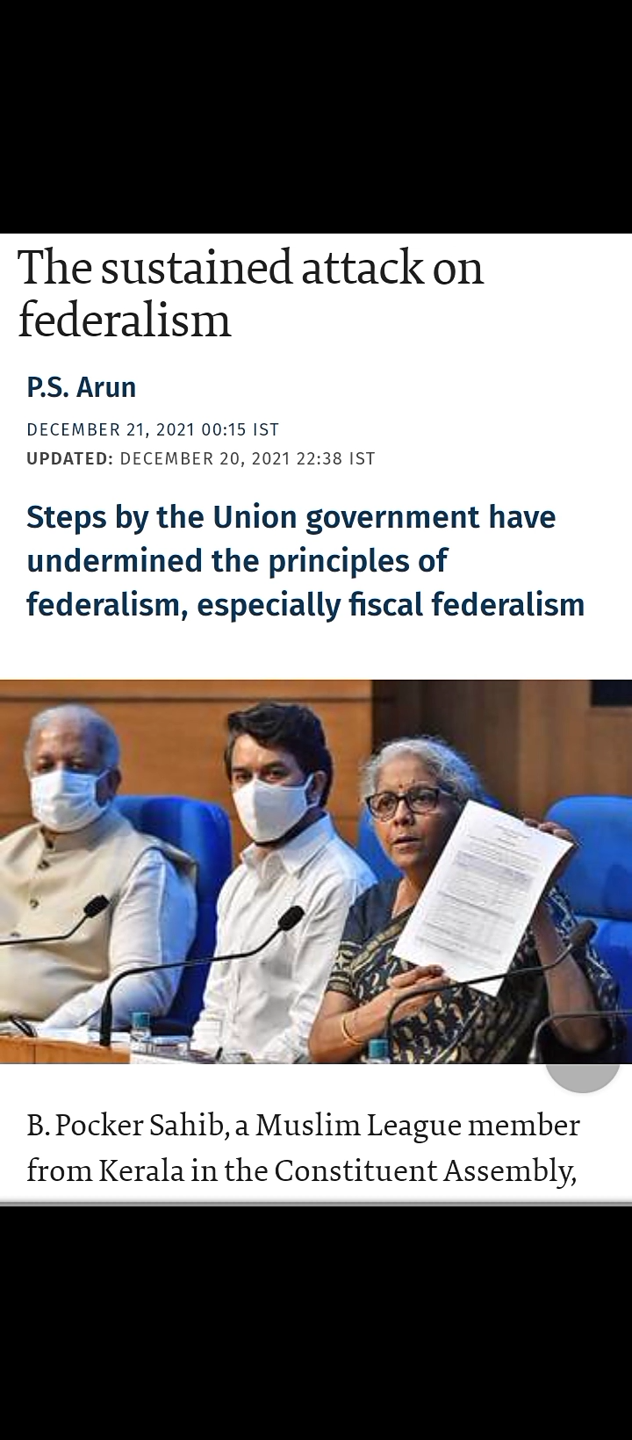 The sustained attack on
federalism
P.S. Arun
DECEMBER 21, 2021 00:15 IST
UPDATED: DECEMBER 20, 2021 22:38 IST
Steps by the Union government have
undermined the principles of
federalism, especially fiscal federalism
B. Pocker Sahib, a Muslim League member
from Kerala in the Constituent Assembly,